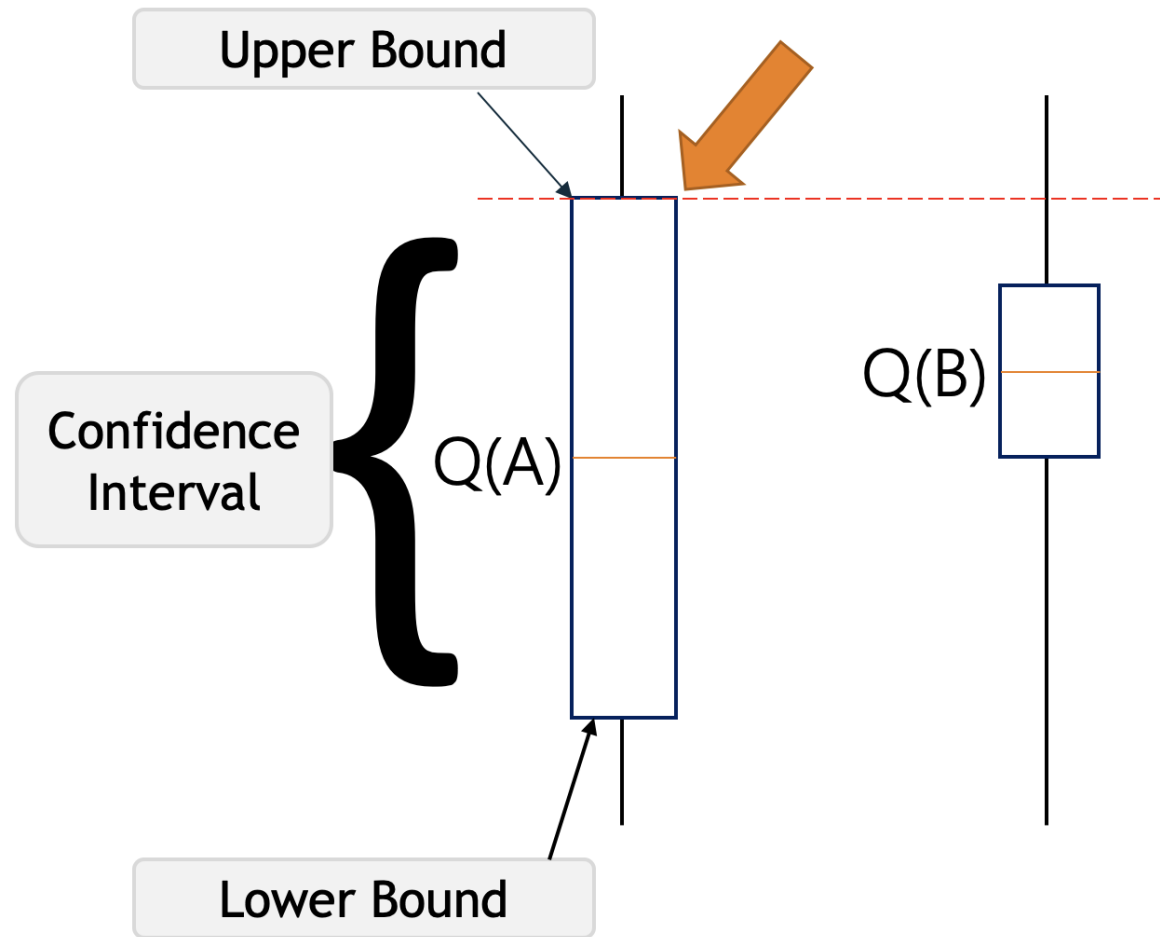 Upper Bound
Confidence
Interval
Q(A)
Q(B)
Lower Bound